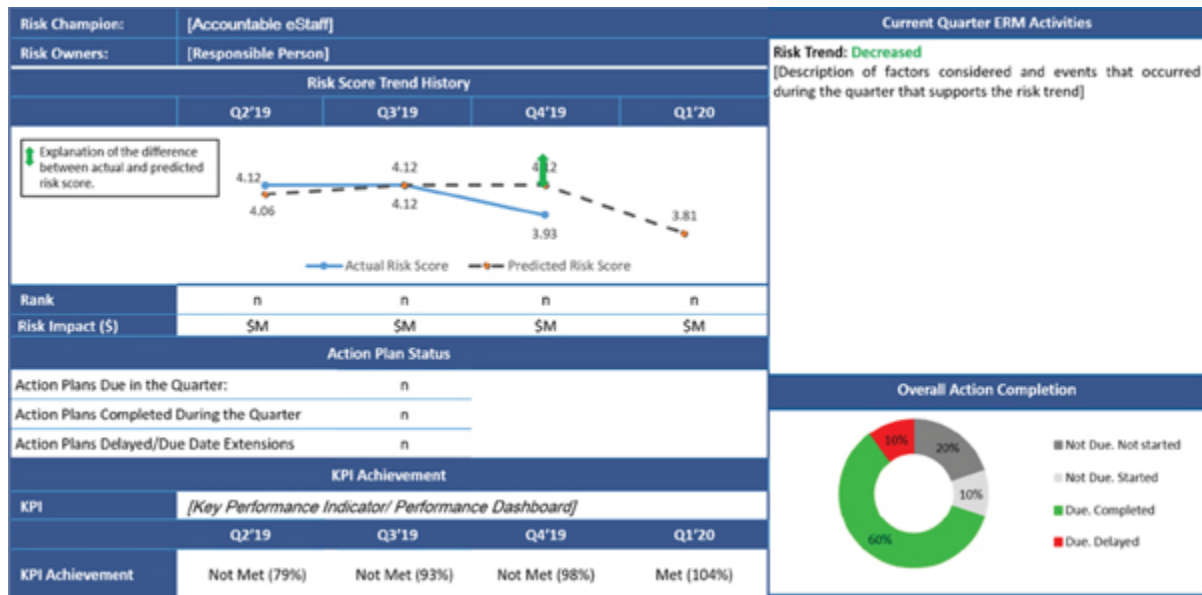 Risk Champion: [Accountable eStaff]
Risk Owners: [Responsible Person]
Risk Score Trend History
Q2'19 Q3'19 Q4'19 Q1'20
Explanation of the difference
between actual and predicted
risk score.
4.12 4.12 4.12
4.06 4.12 3.93 3.81
Actual Risk Score Predicted Risk Score
Rank n n n n
Risk Impact ($) $M $M $M $M
Action Plan Status
Action Plans Due in the Quarter: n
Action Plans Completed During the Quarter n
Action Plans Delayed/Due Date Extensions n
KPI Achievement
KPI [Key Performance Indicator/ Performance Dashboard]
Q2'19 Q3'19 Q4'19 Q1'20
KPI Achievement Not Met (79%) Not Met (93%) Not Met (98%) Met (104%)
Current Quarter ERM Activities
Risk Trend: Decreased
[Description of factors considered and events that occurred
during the quarter that supports the risk trend]
Overall Action Completion
10% 20%
10%
60%
Not Due. Not started
Not Due. Started
Due. Completed
Due. Delayed